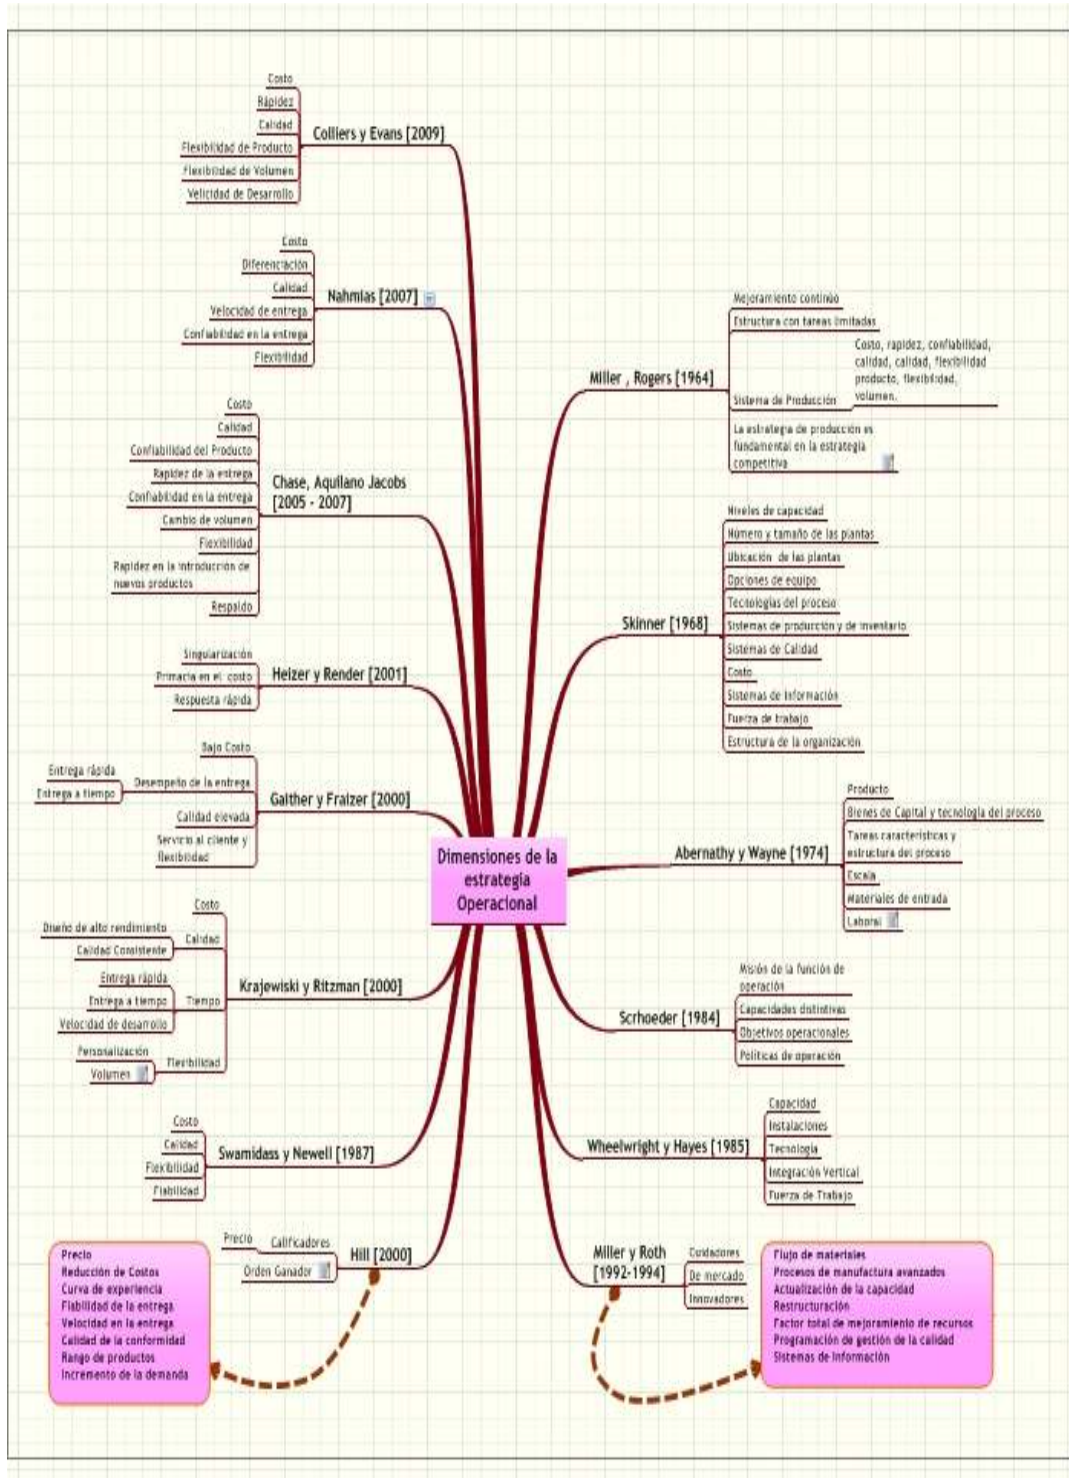 Costo
Rápidez
Calidad
Flexibilidad de Producto
Flexibilidad de Volumen
Velicidad de Desarrollo
Colliers y Evans [2009]
Costo
Diferenciación
Calidad
Velocidad de entrega
Confiabilidad en la entrega
Flexibilidad
Nahmias [2007]
Costo
Calidad
Confiabilidad del Producto
Rapidez de la entrega
Confiabilidad en la entrega
Cambio de volumen
Flexibilidad
Rapidez en la introducción de
nuevos productos
Respaldo
Chase, Aquilano Jacobs
[2005 - 2007]
Singularización
Primacia en el costo
Respuesta rápida
Heizer y Render [2001]
Bajo Costo
Desempeño de la entrega
Entrega rápida
Entrega a tiempo
Calidad elevada
Servicio al cliente y
flexibilidad
Gaither y Fraizer [2000]
Costo
Calidad
Diseño de alto rendimiento
Calidad Consistente
Tiempo
Entrega rápida
Entrega a tiempo
Velocidad de desarrollo
Flexibilidad
Personalización
Volumen
Krajewiski y Ritzman [2000]
Costo
Calidad
Flexibilidad
Fiabilidad
Swamidass y Newell [1987]
Precio
Calificadores
Orden Ganador
Hill [2000]
Precio
Reducción de Costos
Curva de experiencia
Fiabilidad de la entrega
Velocidad en la entrega
Calidad de la conformidad
Rango de productos
Incremento de la demanda
Dimensiones de la
estrategia
Operacional
Miller , Rogers [1964]
Mejoramiento continúo
Estructura con tareas limitadas
Sistema de Producción
Costo, rapidez, confiabilidad,
calidad, calidad, flexibilidad
producto, flexibilidad,
volumen.
La estrategia de producción es
fundamental en la estrategia
competitiva
Skinner [1968]
Niveles de capacidad
Número y tamaño de las plantas
Ubicación de las plantas
Opciones de equipo
Tecnologías del proceso
Sistemas de producción y de inventario
Sistemas de Calidad
Costo
Sistemas de Información
Fuerza de trabajo
Estructura de la organización
Abernathy y Wayne [1974]
Producto
Bienes de Capital y tecnología del proceso
Tareas características y
estructura del proceso
Escala
Materiales de entrada
Laboral
Scrhoeder [1984]
Misión de la función de
operación
Capacidades distintivas
Objetivos operacionales
Políticas de operación
Wheelwright y Hayes [1985]
Capacidad
Instalaciones
Tecnología
Integración Vertical
Fuerza de Trabajo
Miller y Roth
[1992-1994]
Cuidadores
De mercado
Innovadores
Flujo de materiales
Procesos de manufactura avanzados
Actualización de la capacidad
Restructuración
Factor total de mejoramiento de recursos
Programación de gestión de la calidad
Sistemas de Información